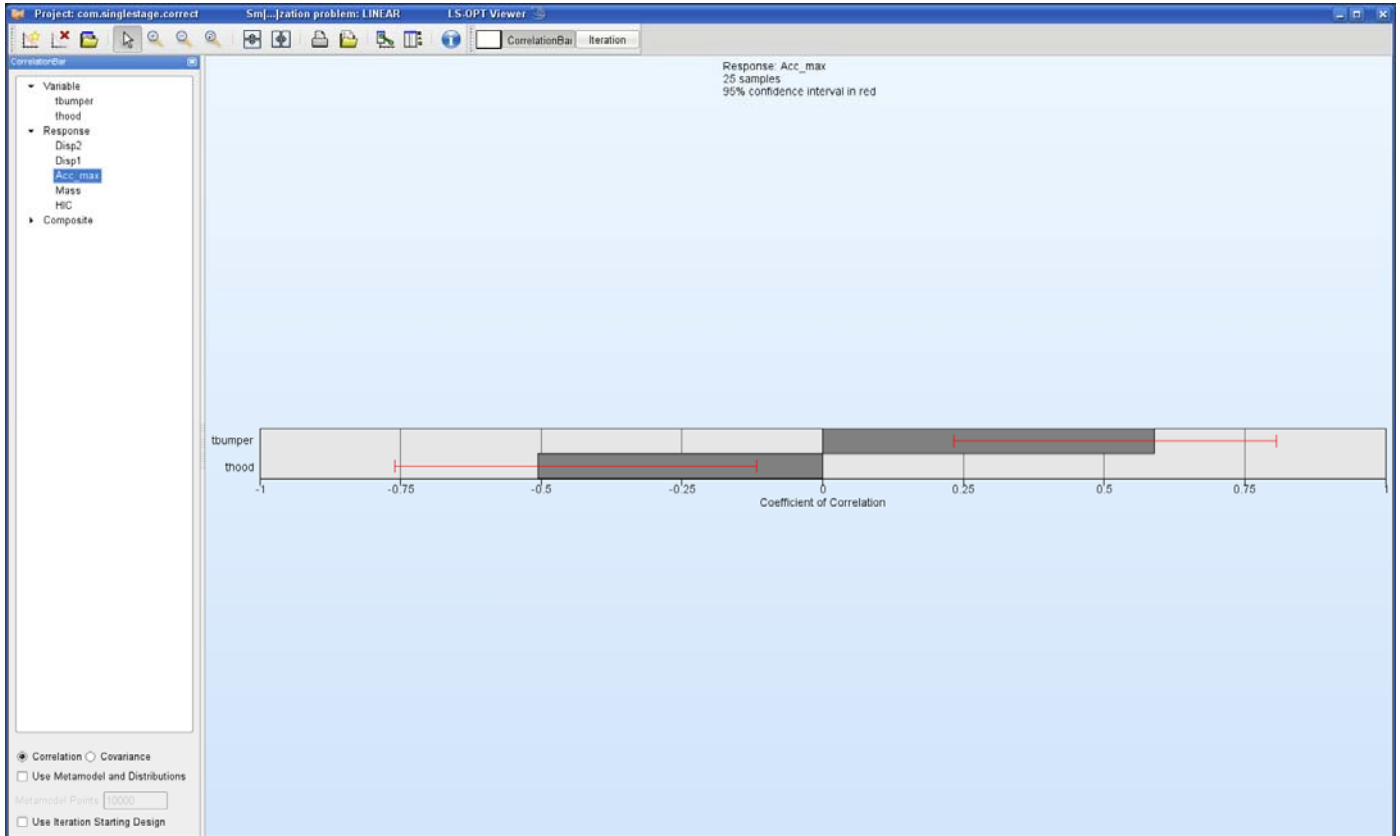 Project: com.singlestage.correct Sm[...]zation problem: LINEAR LS-OPT Viewer
CorrelationBar Iteration
CorrelationBar
Variable
tbumper
thood
Response
Disp2
Disp1
Acc_max
Mass
HIC
Composite
Correlation Covariance
Use Metamodel and Distributions
Metamodel Points 10000
Use Iteration Starting Design
Response: Acc_max
25 samples
95% confidence interval in red
tbumper
thood
-1 -0.75 -0.5 -0.25 0 0.25 0.5 0.75 1
Coefficient of Correlation